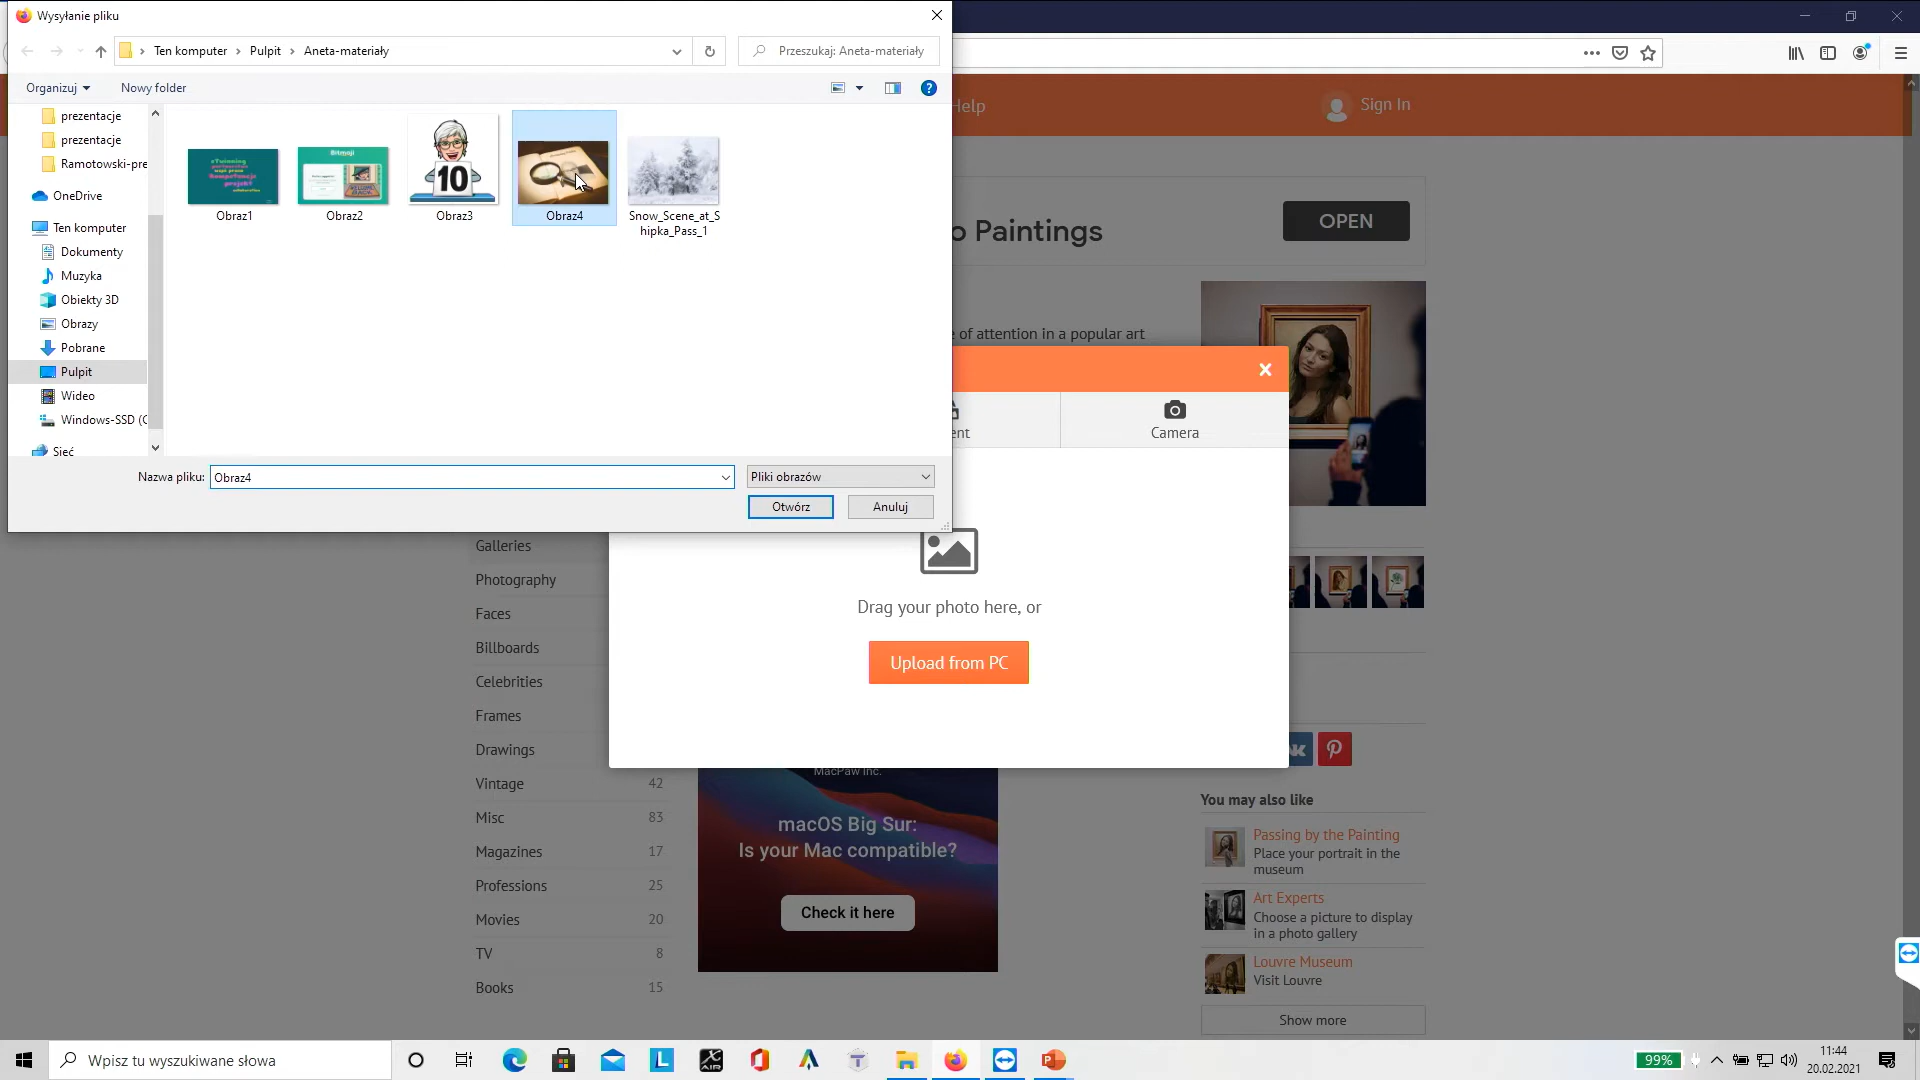 Wysyłanie pliku
Ten komputer
Pulpit
Aneta-materiały
Przeszukaj: Aneta-materiały
Organizuj
Nowy folder
prezentacje
prezentacje
Ramotowski-pre
OneDrive
Ten komputer
Dokumenty
Muzyka
Obiekty 3D
Obrazy
Pobrane
Pulpit
Wideo
Windows-SSD (C
Sieć
Bitmoji
10
Obraz1
Obraz2
Obraz3
Obraz4
Snow_Scene_at_S
hipka_Pass_1
Nazwa pliku:
Obraz4
Pliki obrazów
Otwórz
Anuluj
Help
Sign In
o Paintings
OPEN
e of attention in a popular art
ent
Camera
Drag your photo here, or
Upload from PC
Galleries
Photography
Faces
Billboards
Celebrities
Frames
Drawings
Vintage 42
Misc 83
Magazines 17
Professions 25
Movies 20
TV 8
Books 15
MacPaw Inc.
macOS Big Sur:
Is your Mac compatible?
Check it here
You may also like
Passing by the Painting
Place your portrait in the
museum
Art Experts
Choose a picture to display
in a photo gallery
Louvre Museum
Visit Louvre
Show more
Wpisz tu wyszukiwane słowa
99%
11:44
20.02.2021